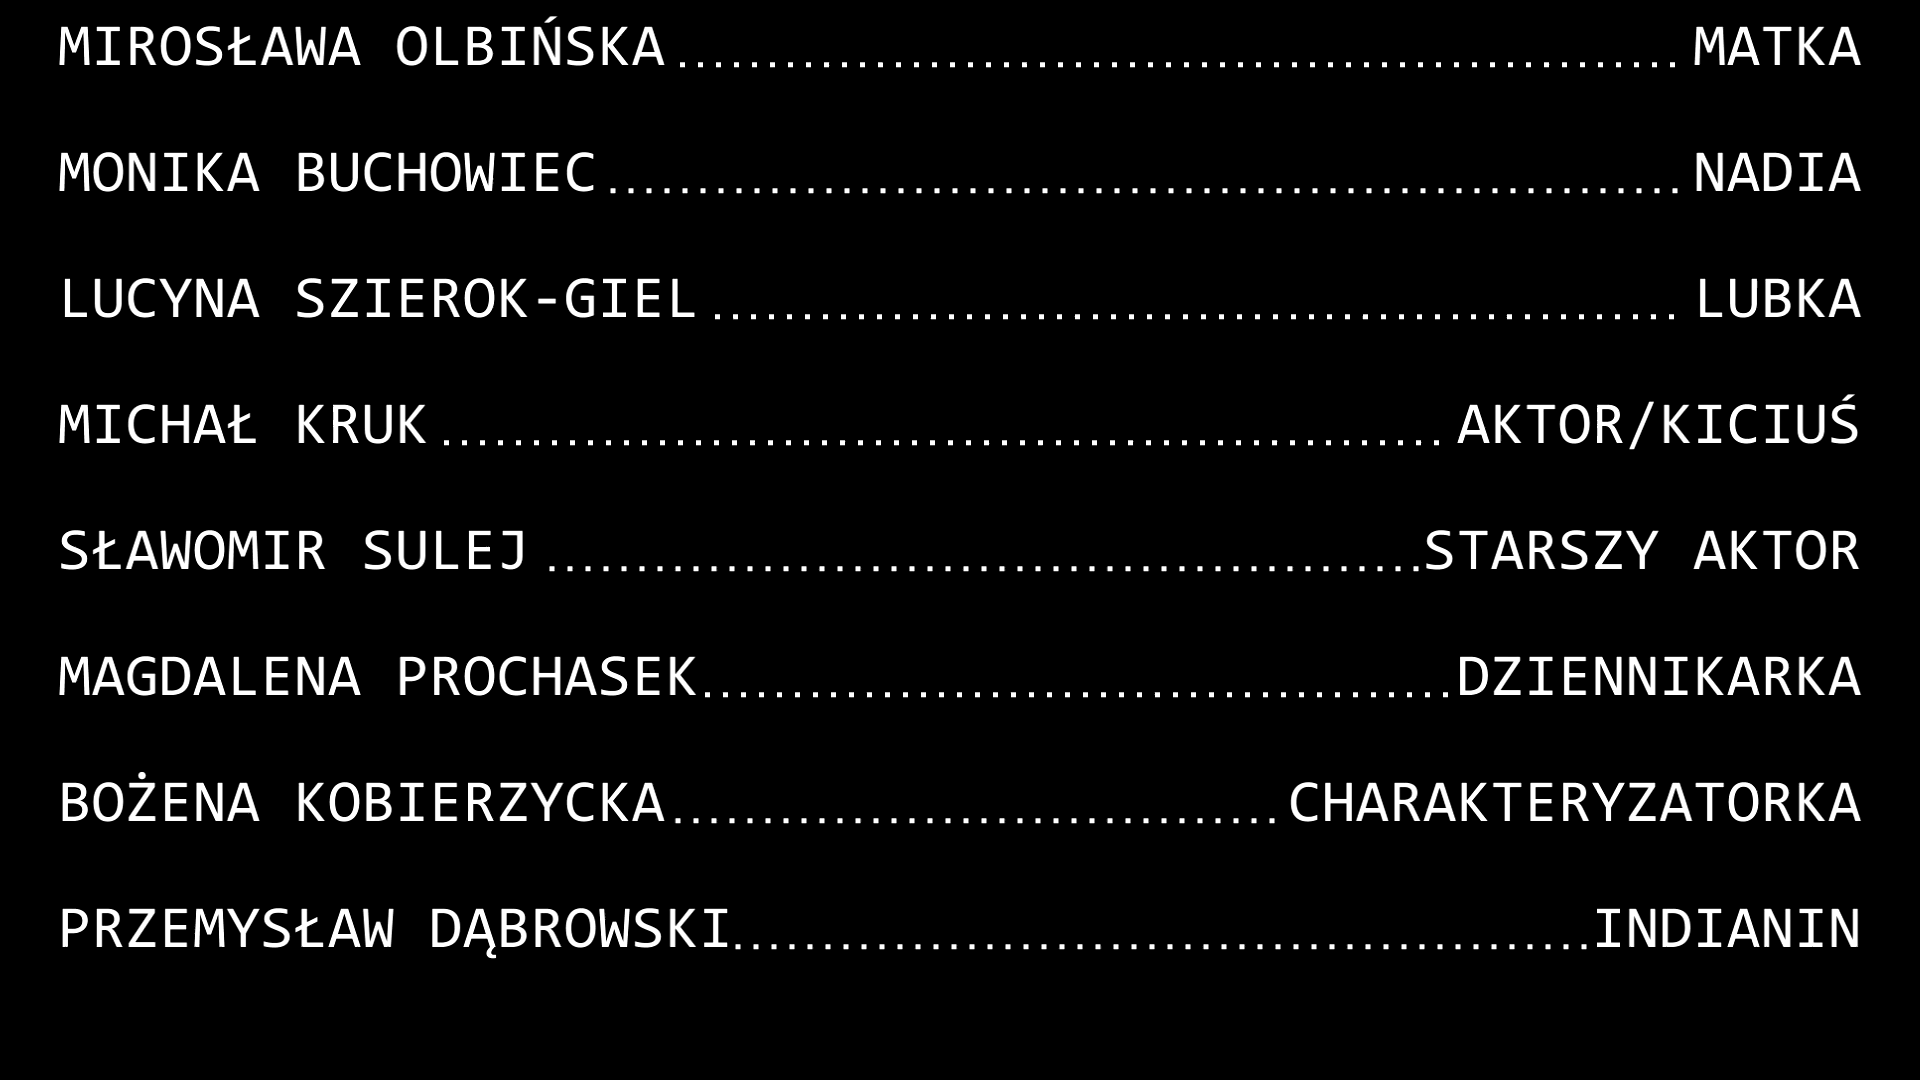 MIROSŁAWA OLBIŃSKA........................................................MATKA
MONIKA BUCHOWIEC............................................................NADIA
LUCYNA SZIEROK-GIEL......................................................LUBKA
MICHAŁ KRUK........................................................AKTOR/KICIUŚ
SŁAWOMIR SULEJ.................................................STARSZY AKTOR
MAGDALENA PROCHASEK..........................................DZIENNIKARKA
BOŻENA KOBIERZYCKA..................................CHARAKTERYZATORKA
PRZEMYSŁAW DĄBROWSKI................................................INDIANIN